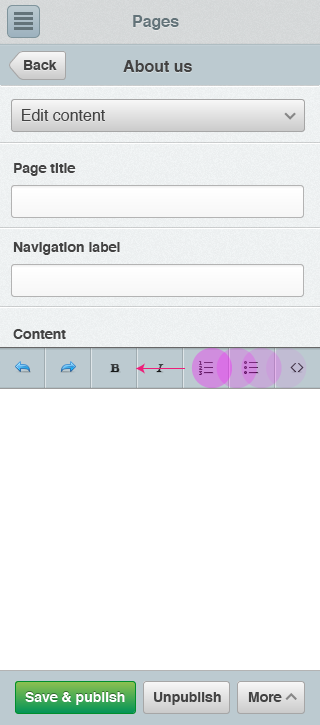 Pages
Back
About us
Edit content
Page title
Navigation label
Content
B I
Save & publish
Unpublish
More